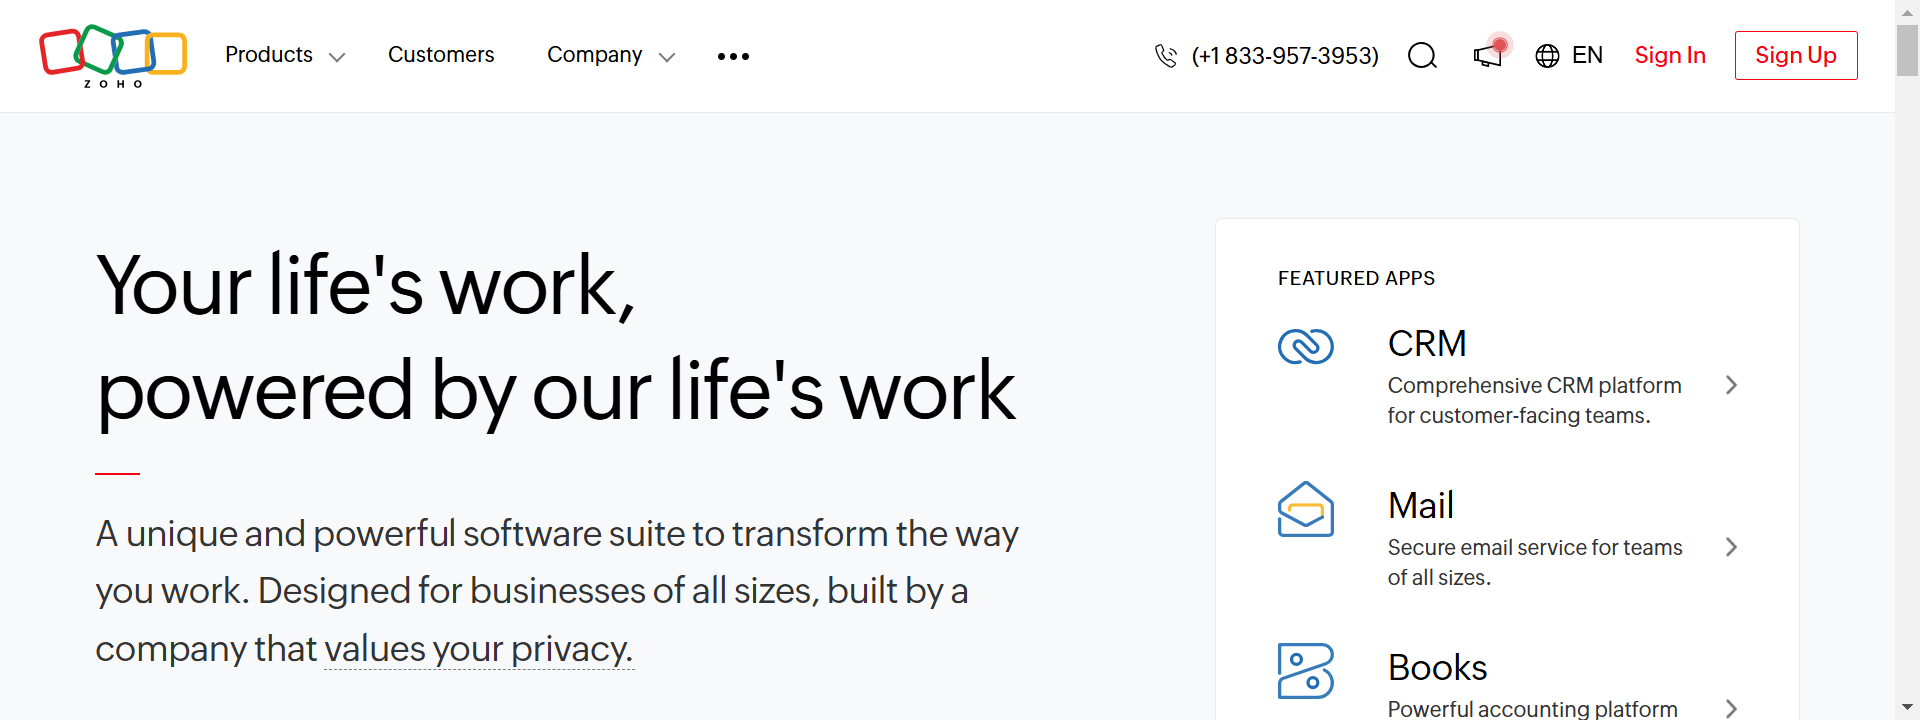 ZOHO
Products
Customers
Company
(+1 833-957-3953)
EN
Sign In
Sign Up
Your life's work,
powered by our life's work
A unique and powerful software suite to transform the way
you work. Designed for businesses of all sizes, built by a
company that values your privacy.
FEATURED APPS
CRM
Comprehensive CRM platform
for customer-facing teams.
Mail
Secure email service for teams
of all sizes.
Books
Powerful accounting platform